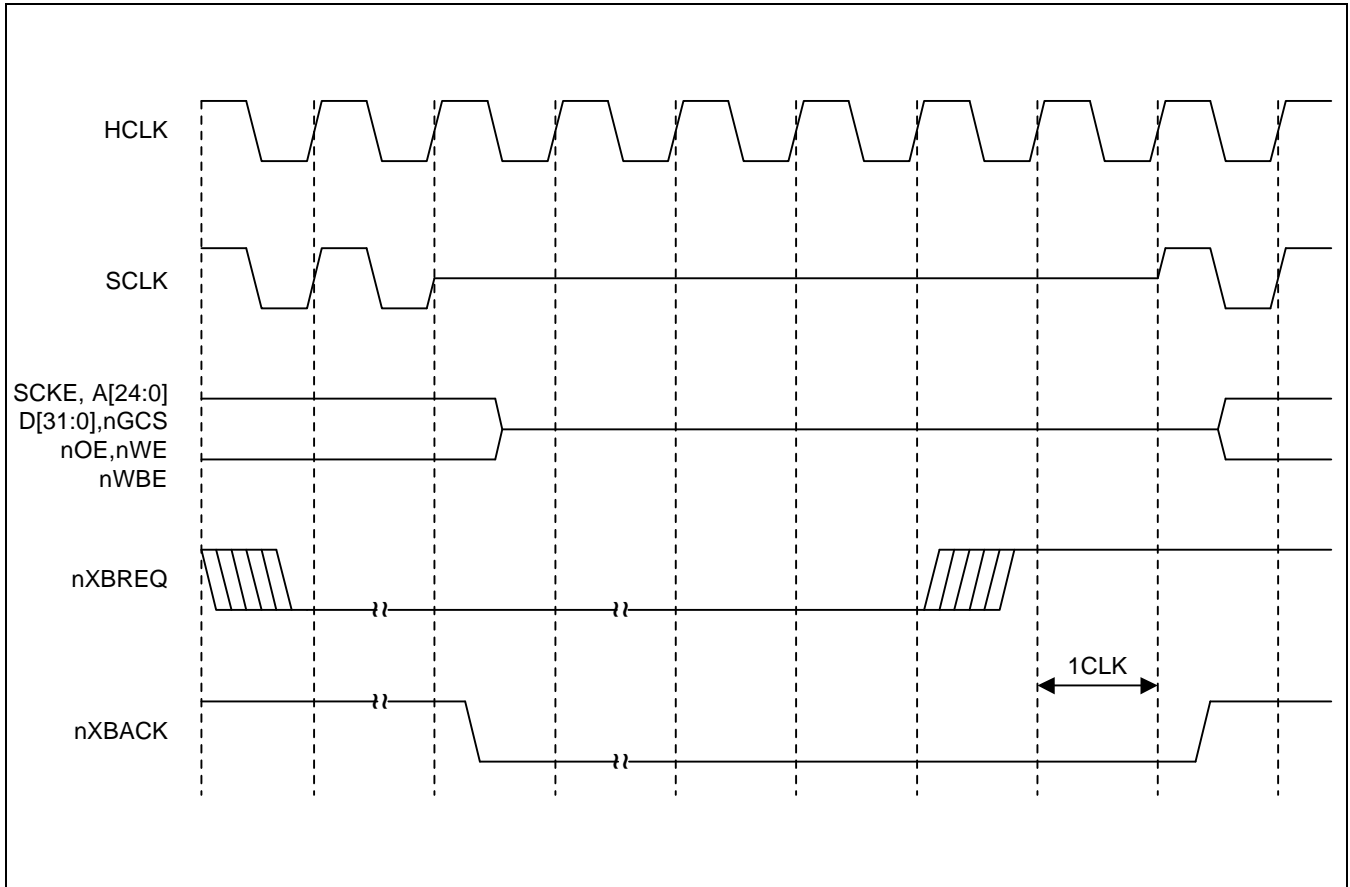 HCLK
SCLK
SCKE, A[24:0]
D[31:0],nGCS
nOE,nWE
nWBE
nXBREQ
1CLK
nXBACK